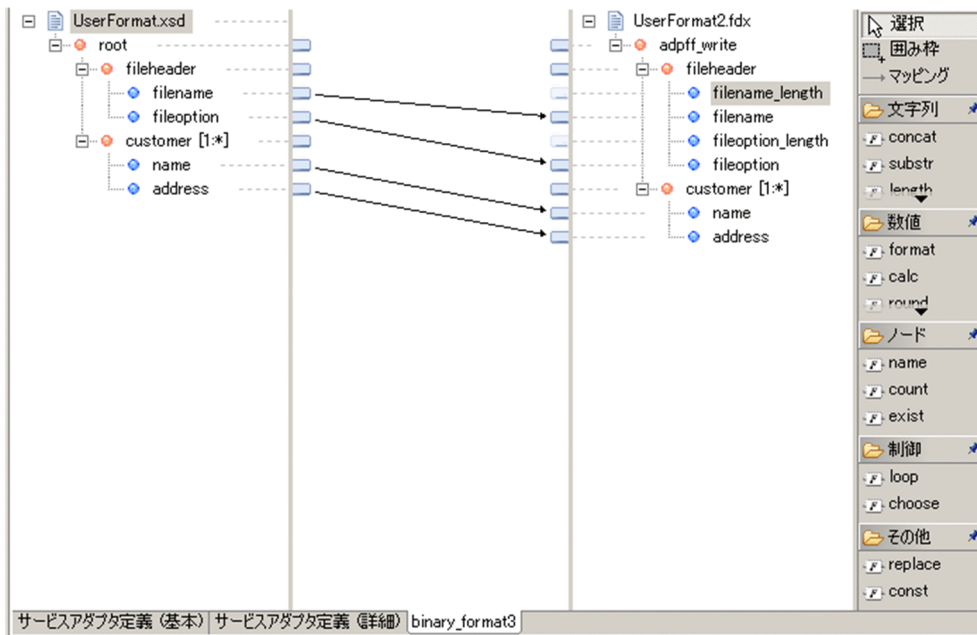 UserFormat.xsd
root
fileheader
filename
fileoption
customer [1:*]
name
address
UserFormat2.fdx
adpff_write
fileheader
filename_length
filename
fileoption_length
fileoption
customer [1:*]
name
address
選択
囲み枠
マッピング
文字列
concat
substr
length
数値
format
calc
round
ノード
name
count
exist
制御
loop
choose
その他
replace
const
サービスアダプタ定義 (基本) サービスアダプタ定義 (詳細) binary_format3